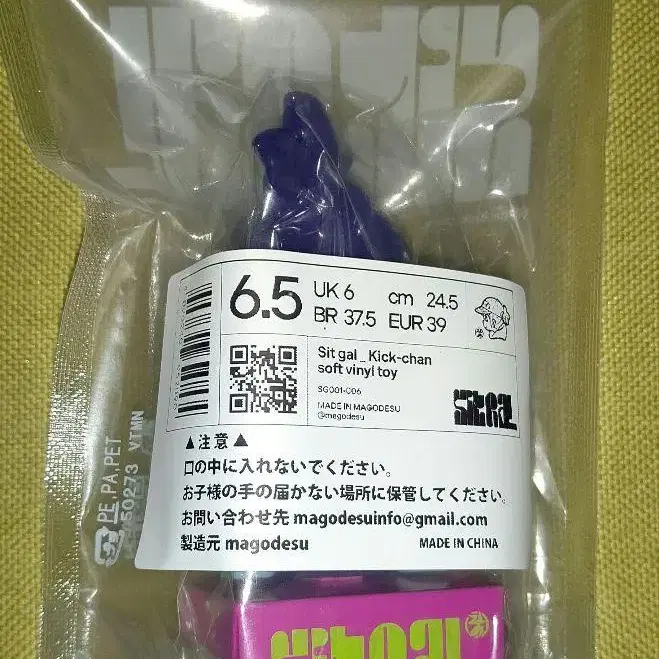 6.5
UK 6 cm 24.5
BR 37.5 EUR 39
Sit gal _ Kick-chan
soft vinyl toy
SG001-006
MADE IN MAGODESU
@magodesu
▲注意▲
口の中に入れないでください。
お子様の手の届かない場所に保管してください。
お問い合わせ先 magodesuinfo@gmail.com
製造元 magodesu MADE IN CHINA
PE,PA,PET
50273 VTMN